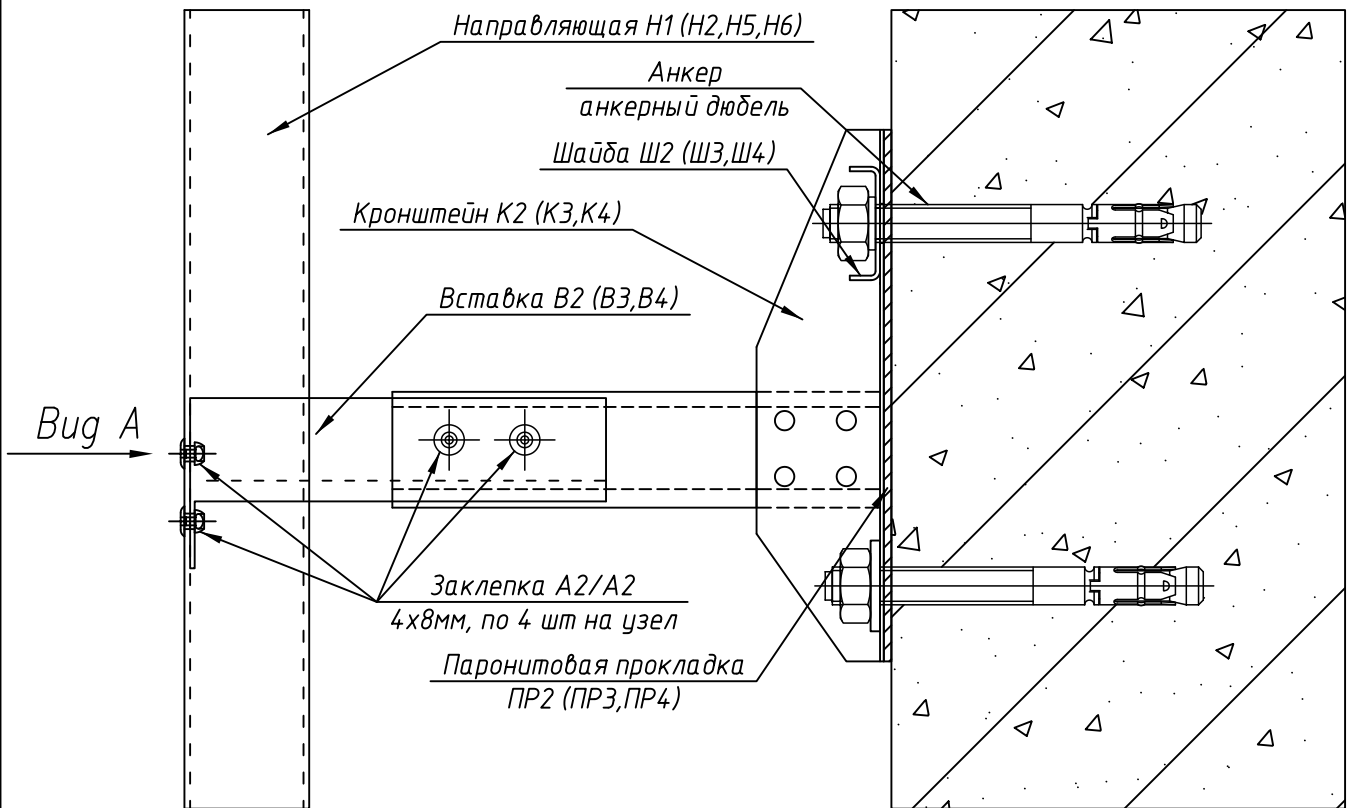 Направляющая Н1 (Н2,Н5,Н6)
Анкер
анкерный дюбель
Шайба Ш2 (Ш3,Ш4)
Кронштейн К2 (К3,К4)
Вставка В2 (В3,В4)
Вид А
Заклепка А2/А2
4х8мм, по 4 шт на узел
Паронитовая прокладка
ПР2 (ПР3,ПР4)